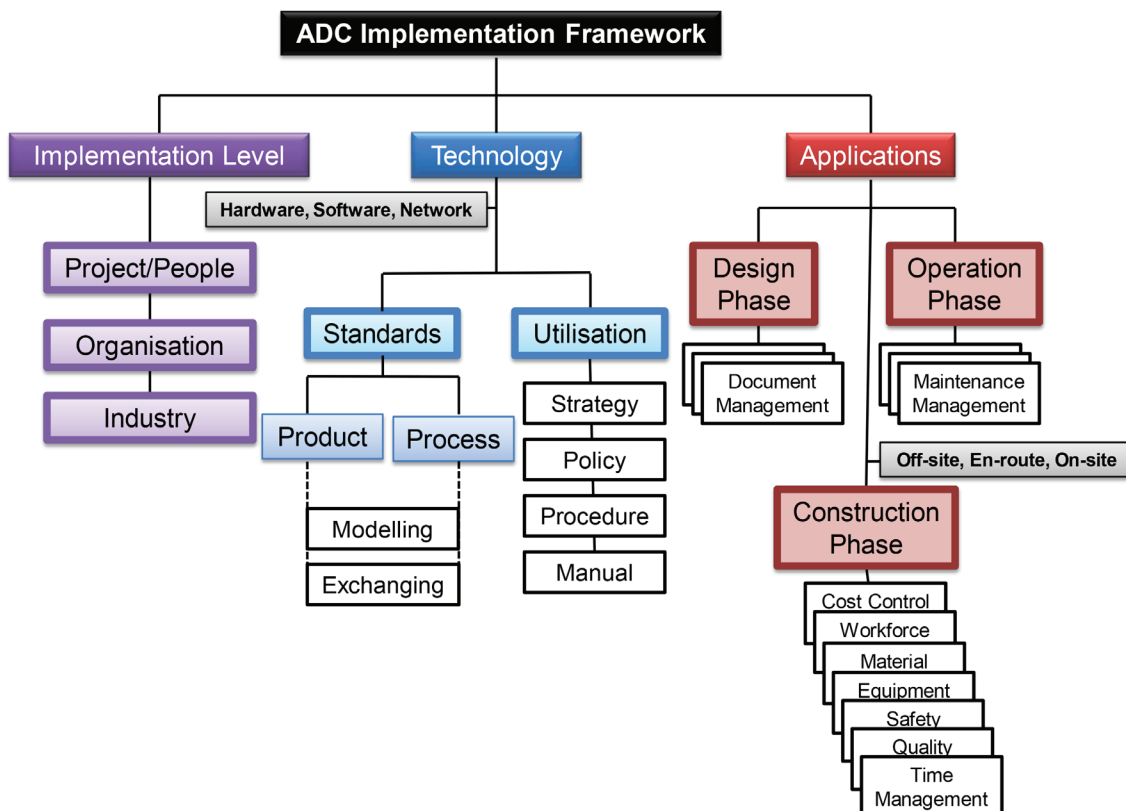 ADC Implementation Framework
Implementation Level
Technology
Applications
Hardware, Software, Network
Project/People
Organisation
Industry
Standards
Utilisation
Product
Process
Modelling
Exchanging
Strategy
Policy
Procedure
Manual
Design
Phase
Operation
Phase
Document
Management
Maintenance
Management
Off-site, En-route, On-site
Construction
Phase
Cost Control
Workforce
Material
Equipment
Safety
Quality
Time
Management